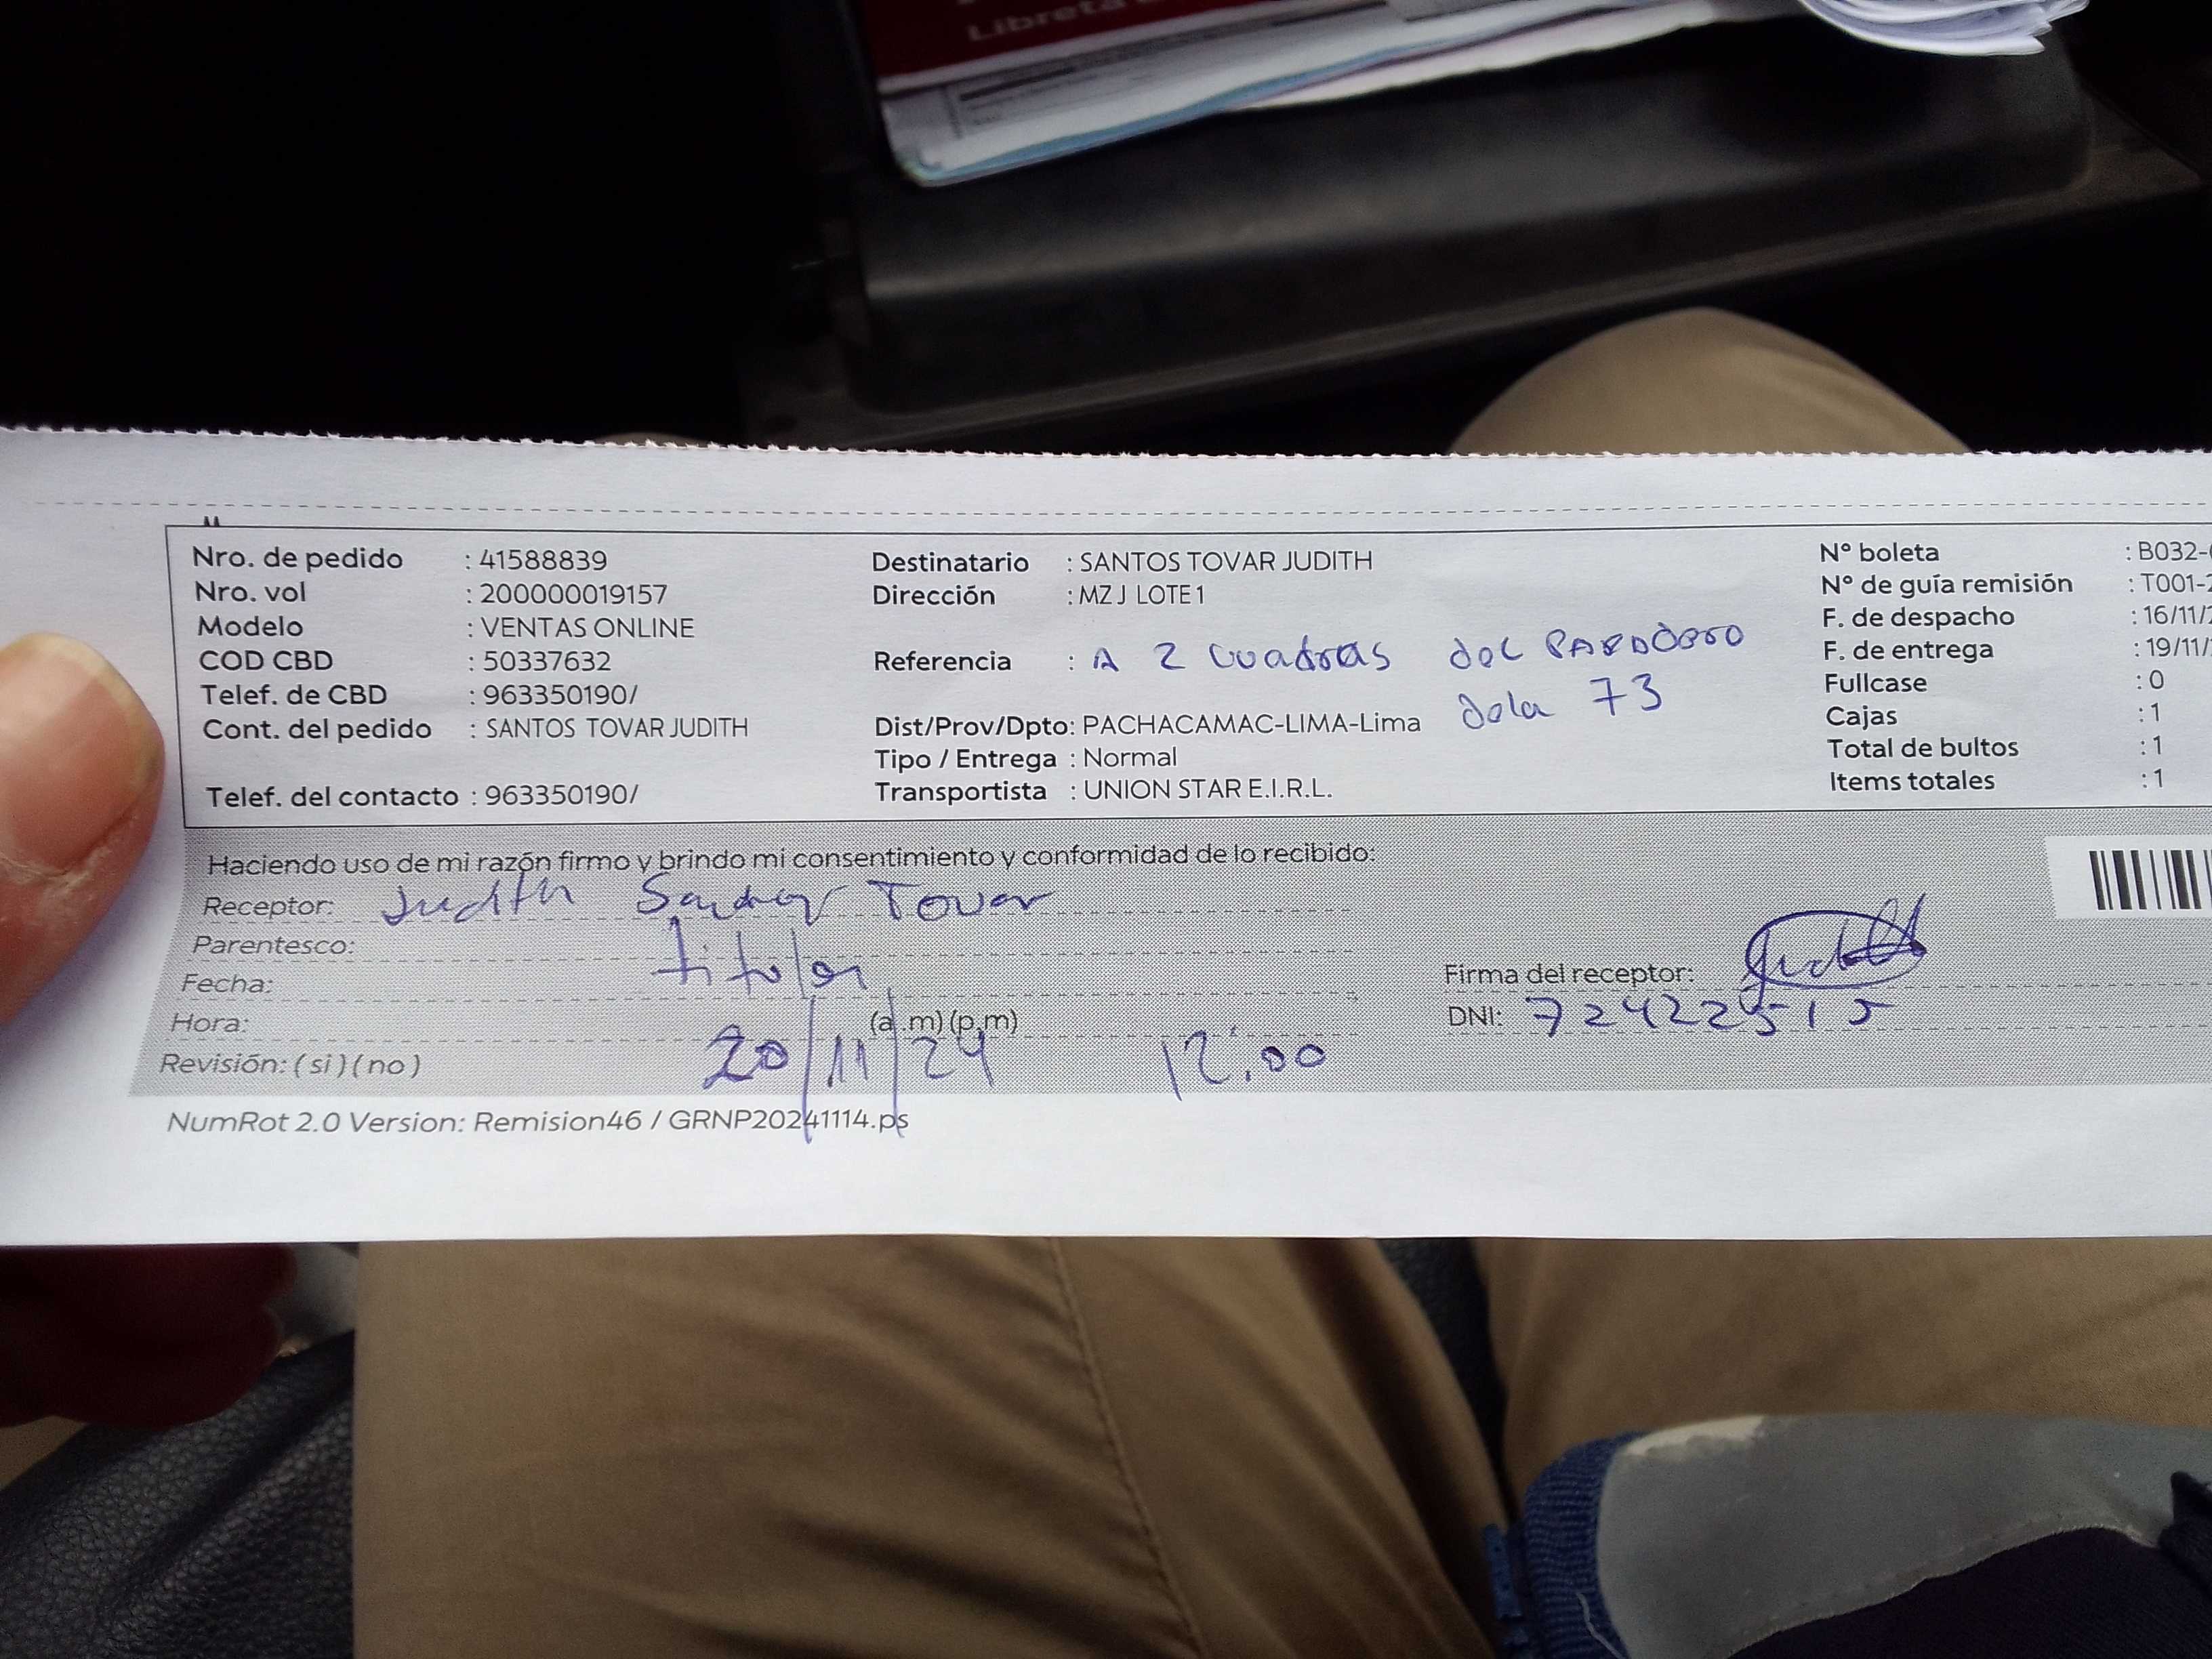 Libreta
Nro. de pedido : 41588839
Nro. vol : 200000019157
Modelo : VENTAS ONLINE
COD CBD : 50337632
Telef. de CBD : 963350190/
Cont. del pedido : SANTOS TOVAR JUDITH
Telef. del contacto : 963350190/
Destinatario : SANTOS TOVAR JUDITH
Dirección : MZ J LOTE 1
Referencia : A 2 cuadras del PARADERO
dela 73
Dist/Prov/Dpto: PACHACAMAC-LIMA-Lima
Tipo / Entrega : Normal
Transportista : UNION STAR E.I.R.L.
N° boleta : B032-
N° de guía remisión : T001-2
F. de despacho : 16/11/
F. de entrega : 19/11/
Fullcase : 0
Cajas : 1
Total de bultos : 1
Items totales : 1
Haciendo uso de mi razón firmo y brindo mi consentimiento y conformidad de lo recibido:
Receptor: Judith Santos Tovar
Parentesco: titular
Fecha:
Hora: (a.m) (p.m)
Revisión: ( si ) ( no ) 20/11/24 12:00
Firma del receptor: Judith
DNI: 72422515
NumRot 2.0 Version: Remision46 / GRNP20241114.ps